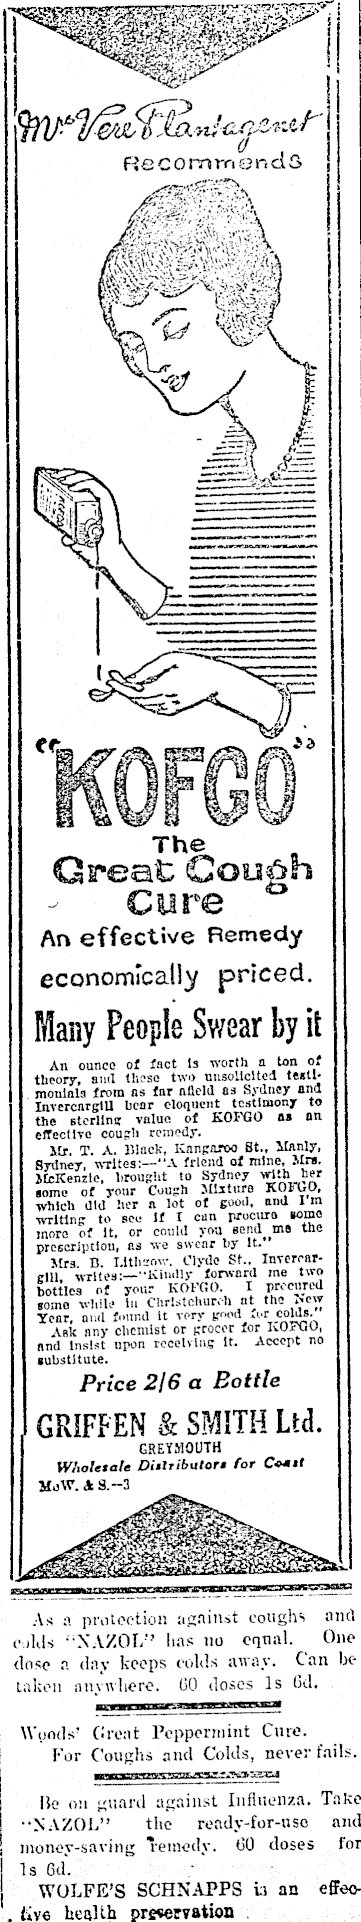 Mrs Vere Plantagenet
Recommends
"KOFGO"
The
Great Cough
Cure
An effective Remedy
economically priced.
Many People Swear by it
An ounce of fact is worth a ton of
theory, and these two unsolicited testi-
monials from as far afield as Sydney and
Invercargill bear eloquent testimony to
the sterling value of KOFGO as an
effective cough remedy.
Mr. T. A. Black, Kangaroo St., Manly,
Sydney, writes:—"A friend of mine, Mrs.
McKenzie, brought to Sydney with her
some of your Cough Mixture KOFGO,
which did her a lot of good, and I'm
writing to see if I can procure some
more of it, or could you send me the
prescription, as we swear by it."
Mrs. B. Lithgow, Clyde St., Invercar-
gill, writes:—"Kindly forward me two
bottles of your KOFGO. I procured
some while in Christchurch at the New
Year, and found it very good for colds."
Ask any chemist or grocer for KOFGO,
and insist upon receiving it. Accept no
substitute.
Price 2/6 a Bottle
GRIFFEN & SMITH Ltd.
GREYMOUTH
Wholesale Distributors for Coast
McW. & S.—3
As a protection against coughs and
colds "NAZOL" has no equal. One
dose a day keeps colds away. Can be
taken anywhere. 60 doses 1s 6d.
Woods' Great Peppermint Cure.
For Coughs and Colds, never fails.
Be on guard against Influenza. Take
"NAZOL" the ready-for-use and
money-saving remedy. 60 doses for
1s 6d.
WOLFE'S SCHNAPPS is an effec-
tive health preservation